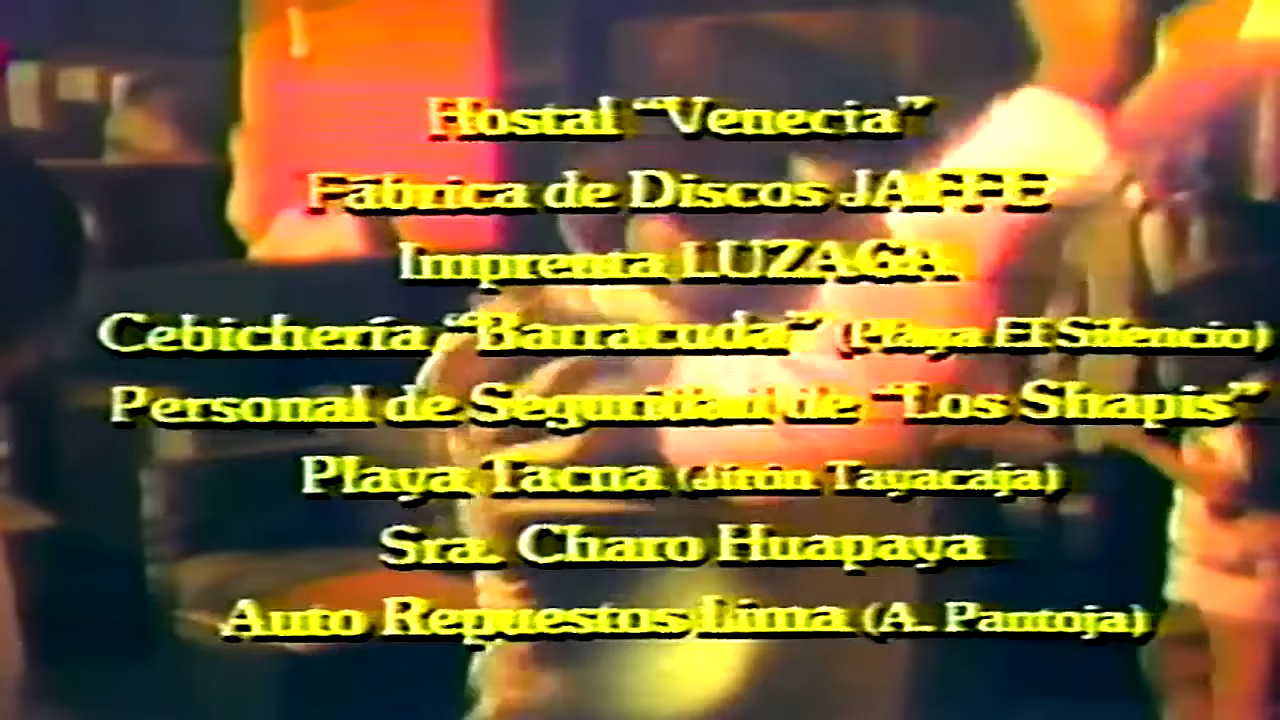 Hostal “Venecia”
Fábrica de Discos JAFFE
Imprenta LUZAGA
Cebichería “Barracuda” (Playa El Silencio)
Personal de Seguridad de “Los Shapis”
Playa Tacna (Jirón Tayacaja)
Sra. Charo Huapaya
Auto Repuestos Lima (A. Pantoja)